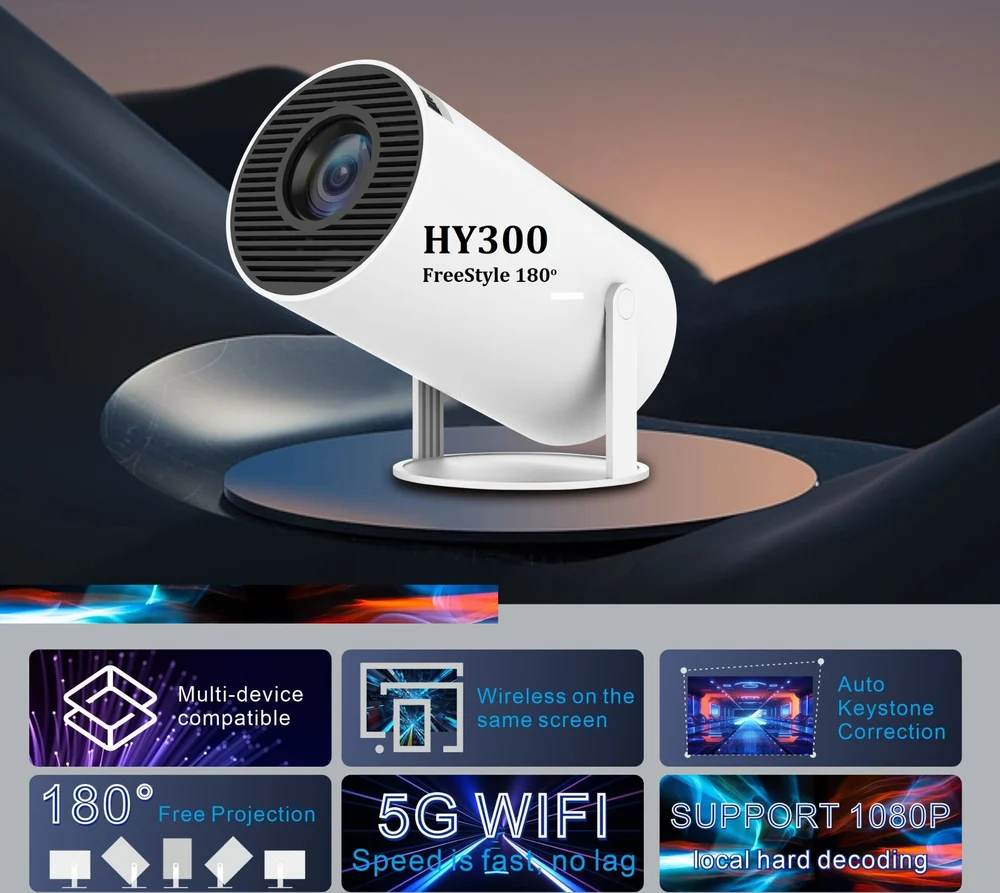 HY300
FreeStyle 180°
Multi-device
compatible
Wireless on the
same screen
Auto
Keystone
Correction
180°
Free Projection
5G WIFI
Speed is fast, no lag
SUPPORT 1080P
local hard decoding